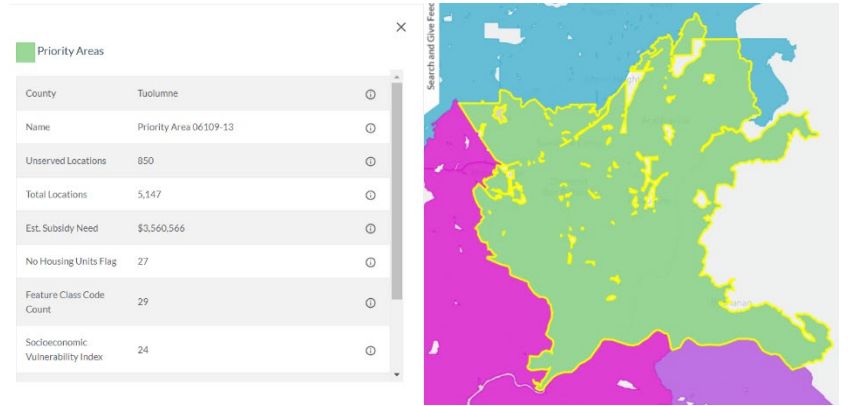 Priority Areas
County Tuolumne
Name Priority Area 06109-13
Unserved Locations 850
Total Locations 5,147
Est. Subsidy Need $3,560,566
No Housing Units Flag 27
Feature Class Code
Count 29
Socioeconomic
Vulnerability Index 24
Search and Give Feed